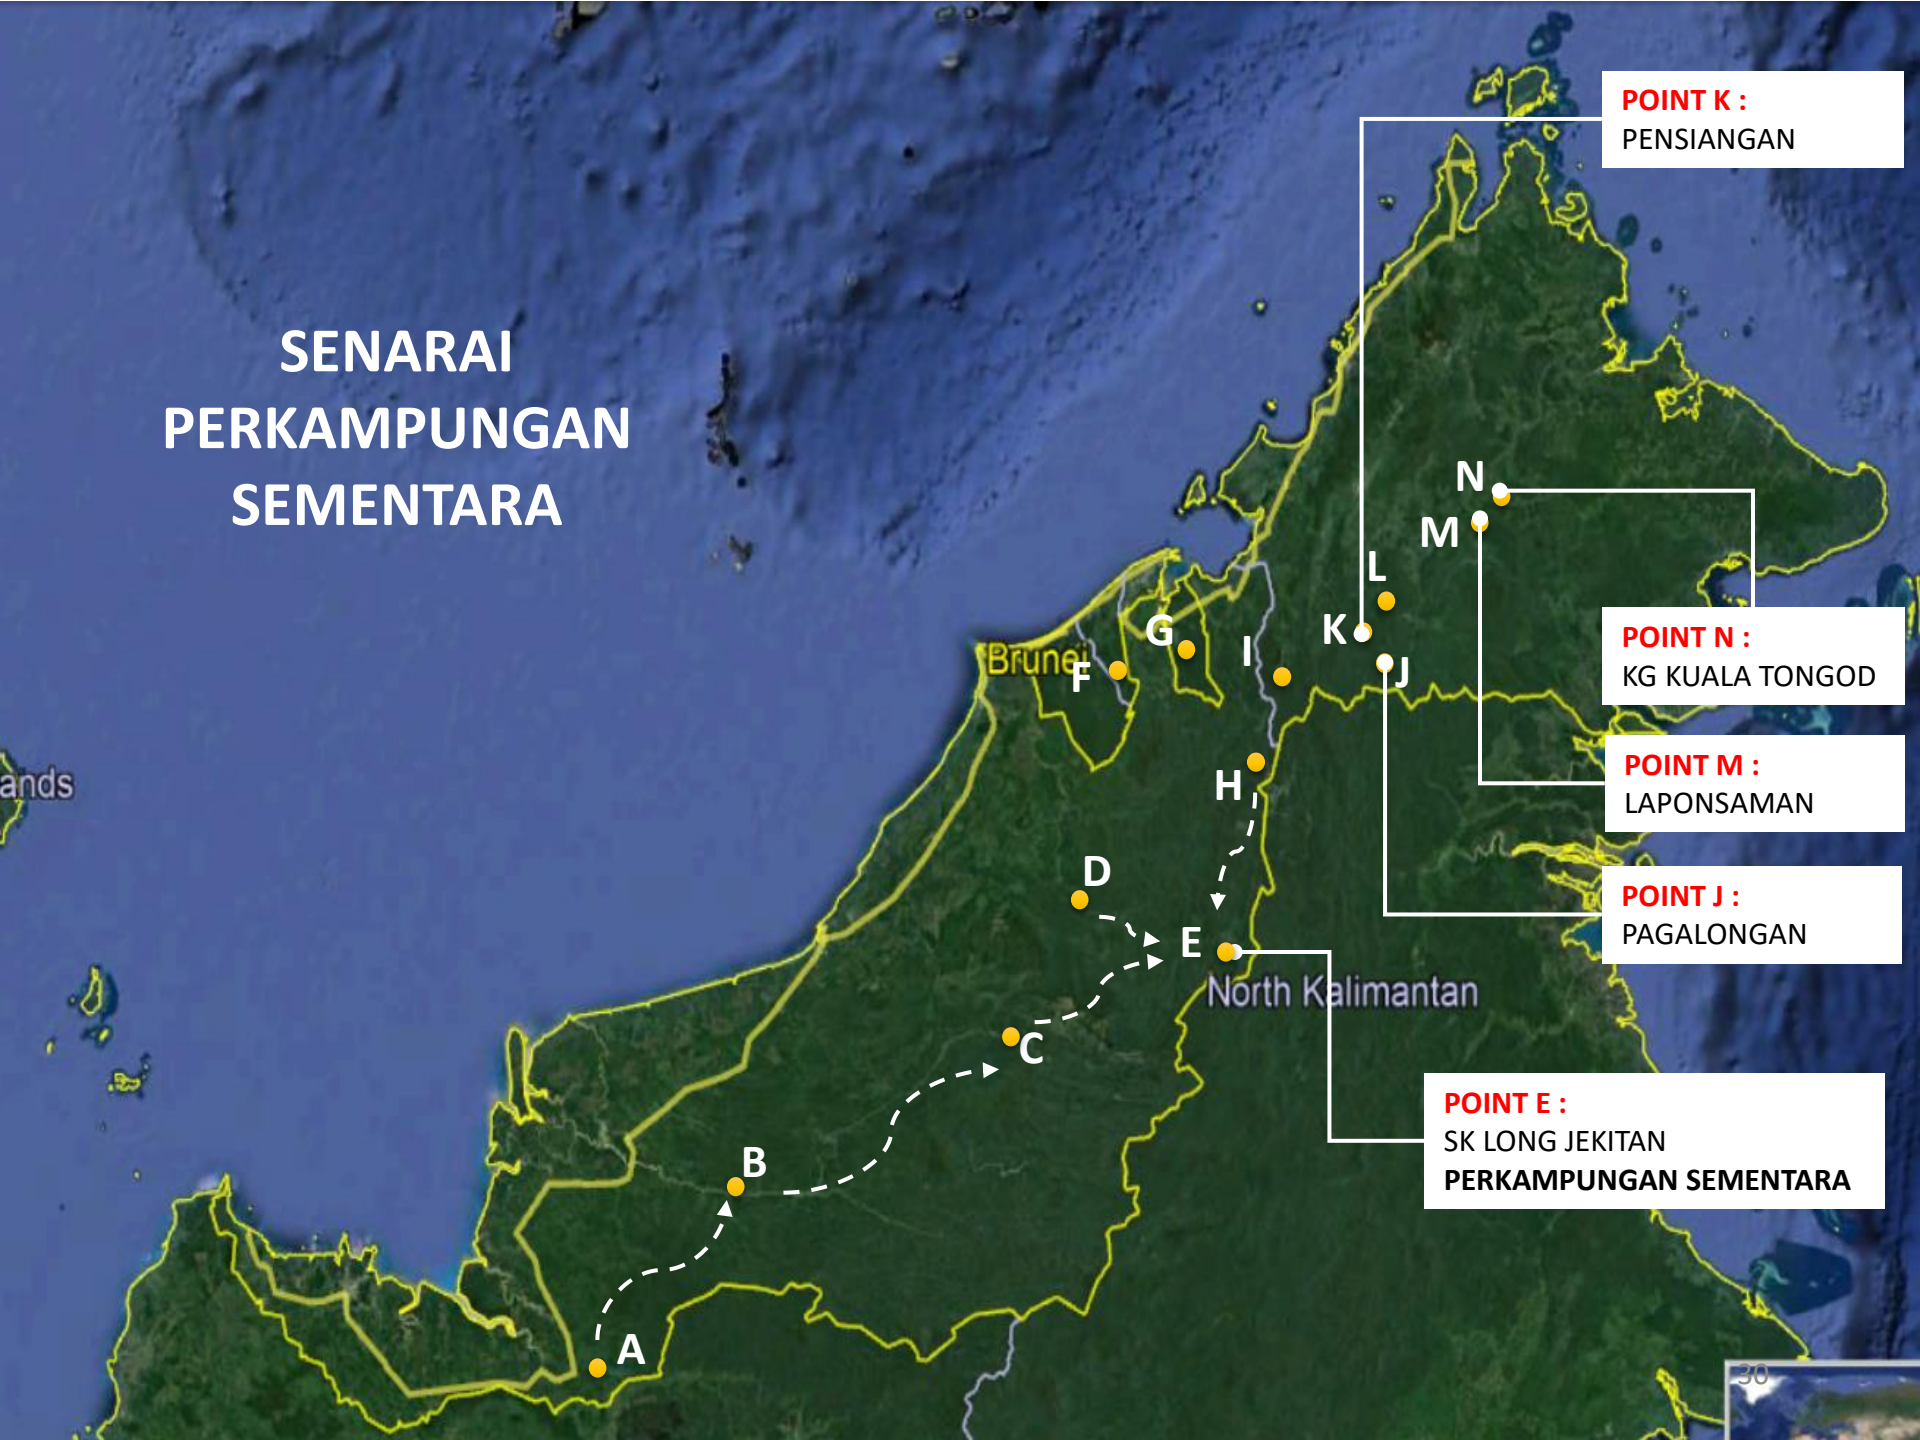 SENARAI
PERKAMPUNGAN
SEMENTARA
POINT K :
PENSIANGAN
N
M
L
K
J
POINT N :
KG KUALA TONGOD
G
I
Brunei
F
POINT M :
LAPONSAMAN
ands
H
D
POINT J :
PAGALONGAN
E
North Kalimantan
C
POINT E :
SK LONG JEKITAN
PERKAMPUNGAN SEMENTARA
B
A
30